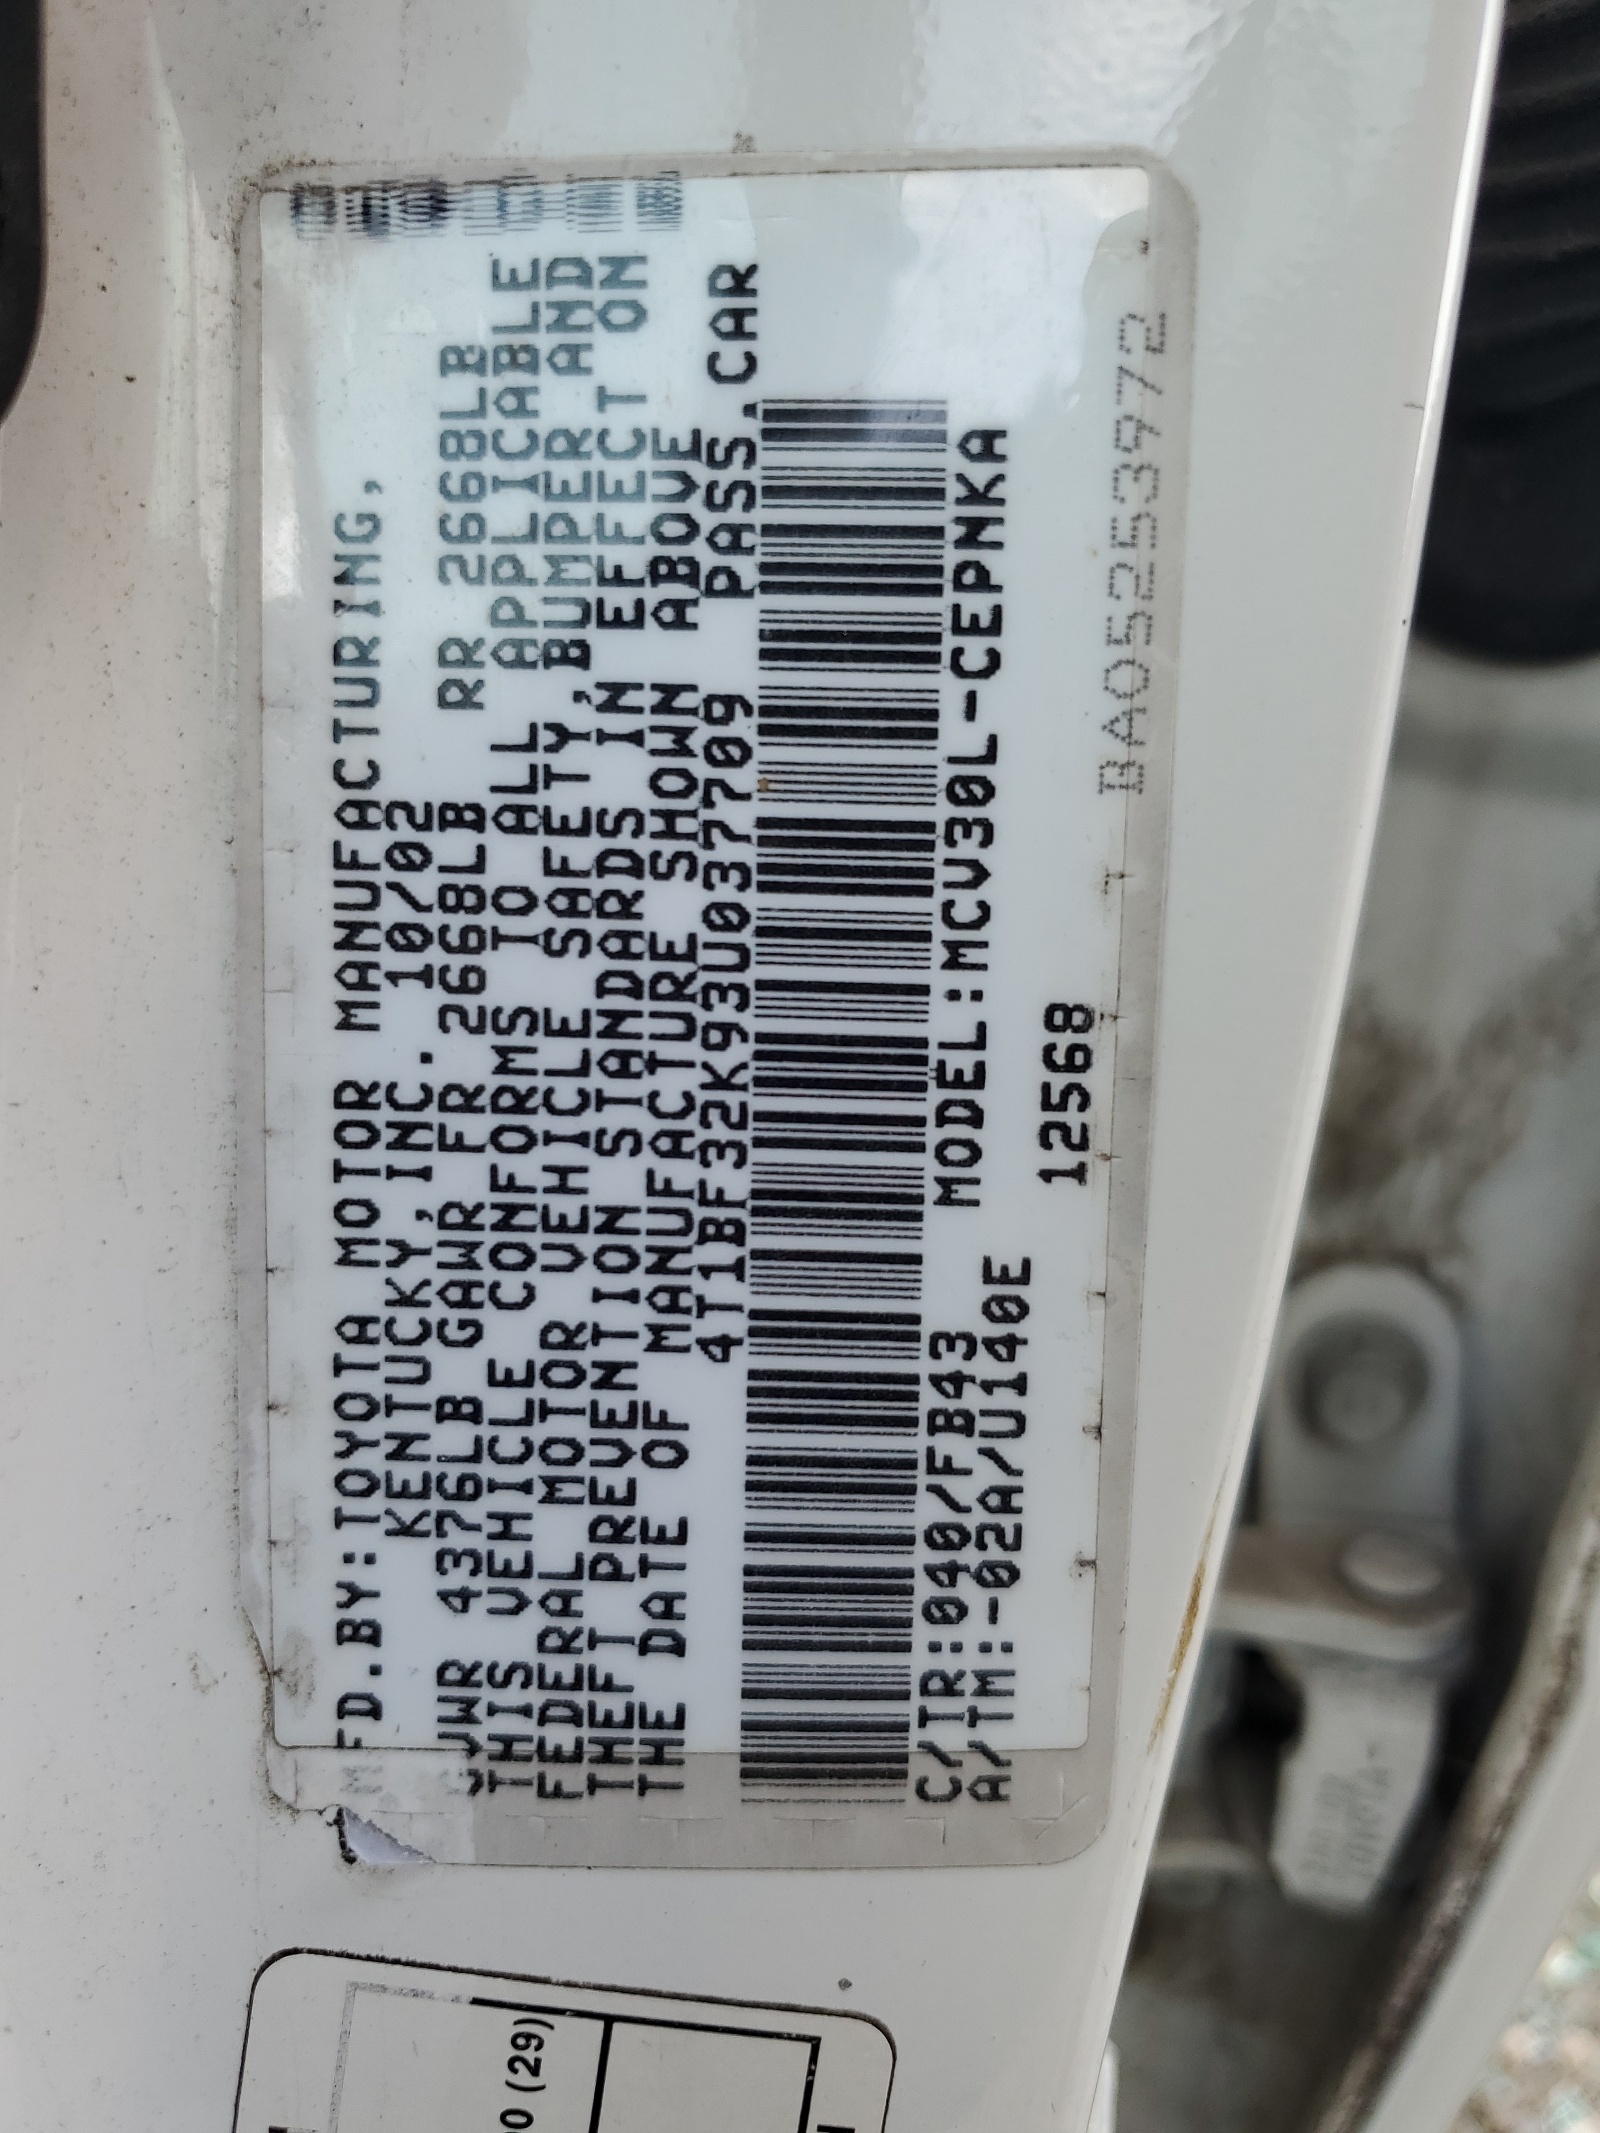 MFD.BY:TOYOTA MOTOR MANUFACTURING,
KENTUCKY,INC. 10/02
GVWR 4376LB GAWR FR 2668LB RR 2668LB
THIS VEHICLE CONFORMS TO ALL APPLICABLE
FEDERAL MOTOR VEHICLE SAFETY,BUMPER AND
THEFT PREVENTION STANDARDS IN EFFECT ON
THE DATE OF MANUFACTURE SHOWN ABOVE
4T1BF32K93U037709 PASS.CAR
C/TR:040/FB43 MODEL:MCV30L-CEPNKA
A/TM:-02A/U140E 12568
BA0525397Z
(29)